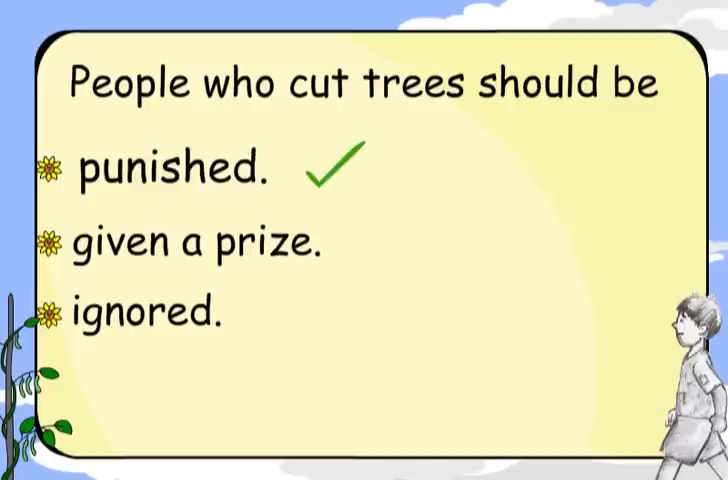 People who cut trees should be
punished.
given a prize.
ignored.